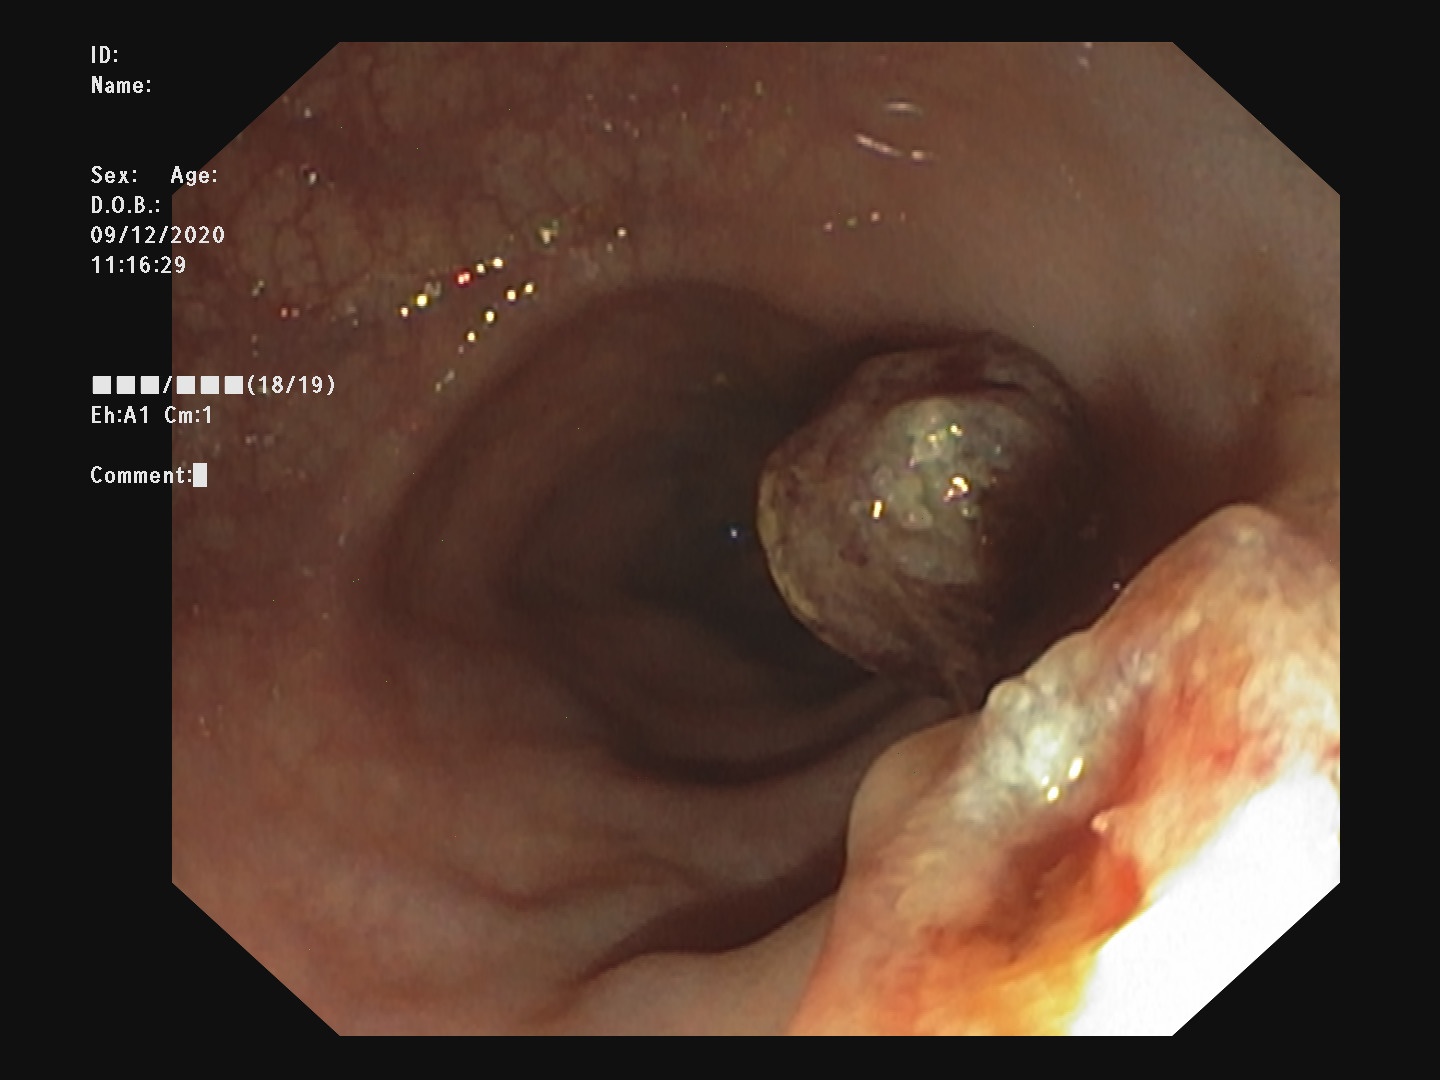 ID:
Name:
Sex: Age:
D.O.B.:
09/12/2020
11:16:29
■■■/■■■(18/19)
Eh:A1 Cm:1
Comment: